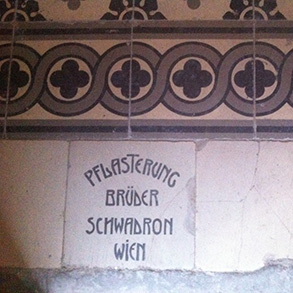 PFLASTERUNG
BRÜDER
SCHWADRON
WIEN